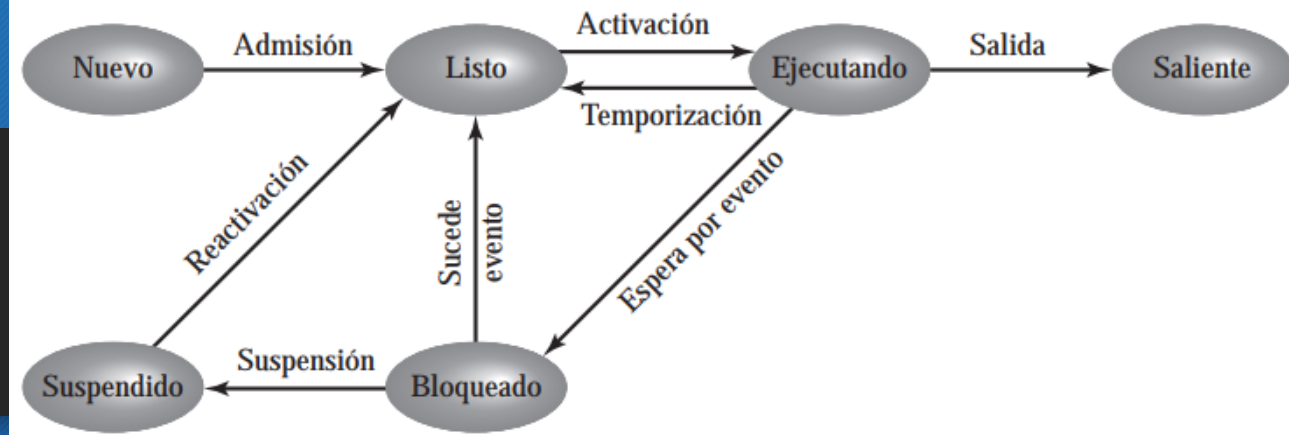 Nuevo
Admisión
Listo
Activación
Temporización
Ejecutando
Salida
Saliente
Reactivación
Sucede
evento
Espera por evento
Suspendido
Suspensión
Bloqueado